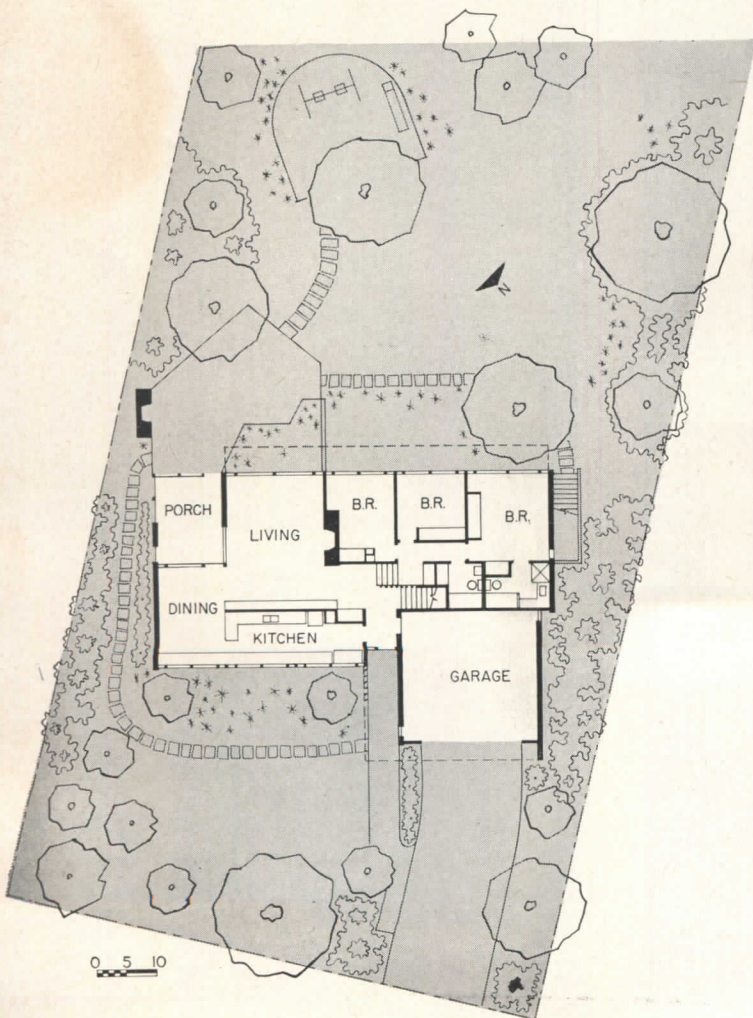 N
PORCH
LIVING
B.R.
B.R.
B.R.
DINING
KITCHEN
GARAGE
0 5 10